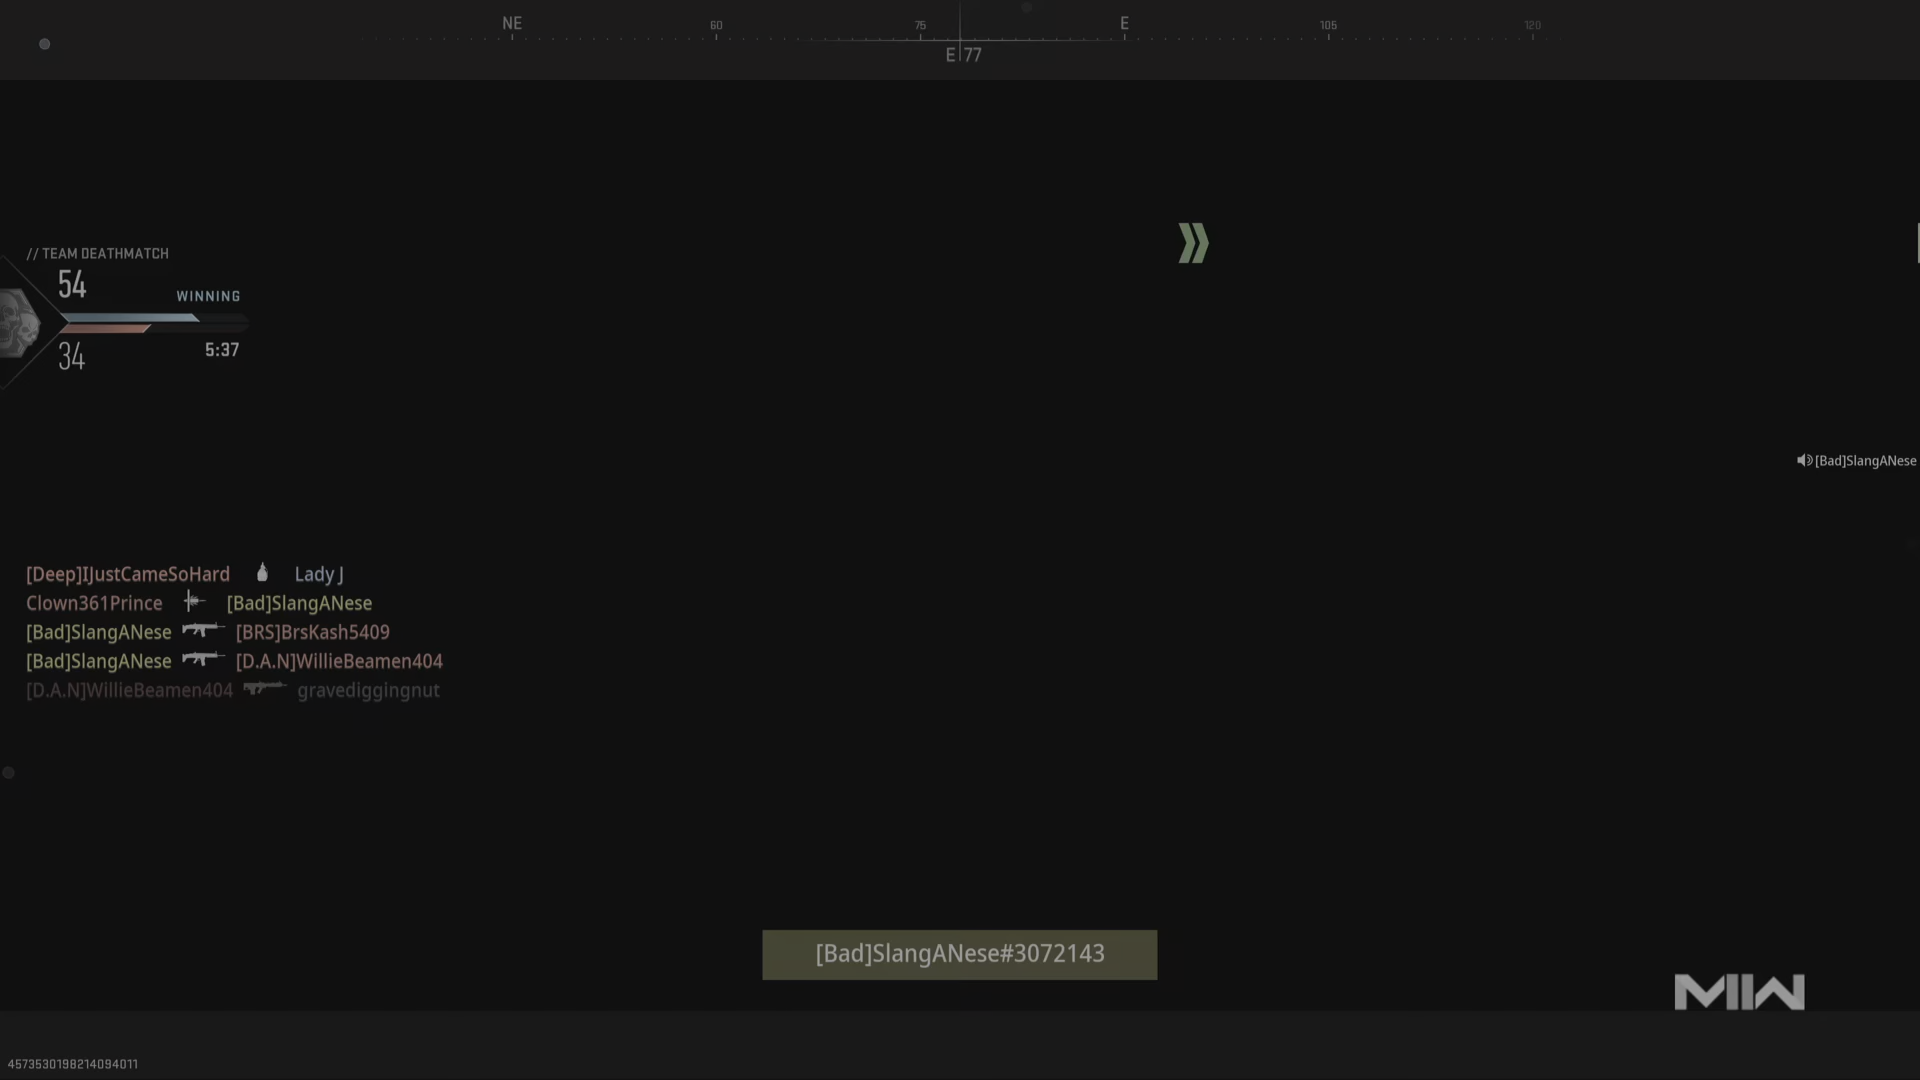 NE 60 75 E 105 120
E 77
// TEAM DEATHMATCH
54
WINNING
34
5:37
[Bad]SlangANese
[Deep]IJustCameSoHard Lady J
Clown361Prince [Bad]SlangANese
[Bad]SlangANese [BRS]BrsKash5409
[Bad]SlangANese [D.A.N]WillieBeamen404
[D.A.N]WillieBeamen404 gravediggingnut
[Bad]SlangANese#3072143
MW
4573530198214094011